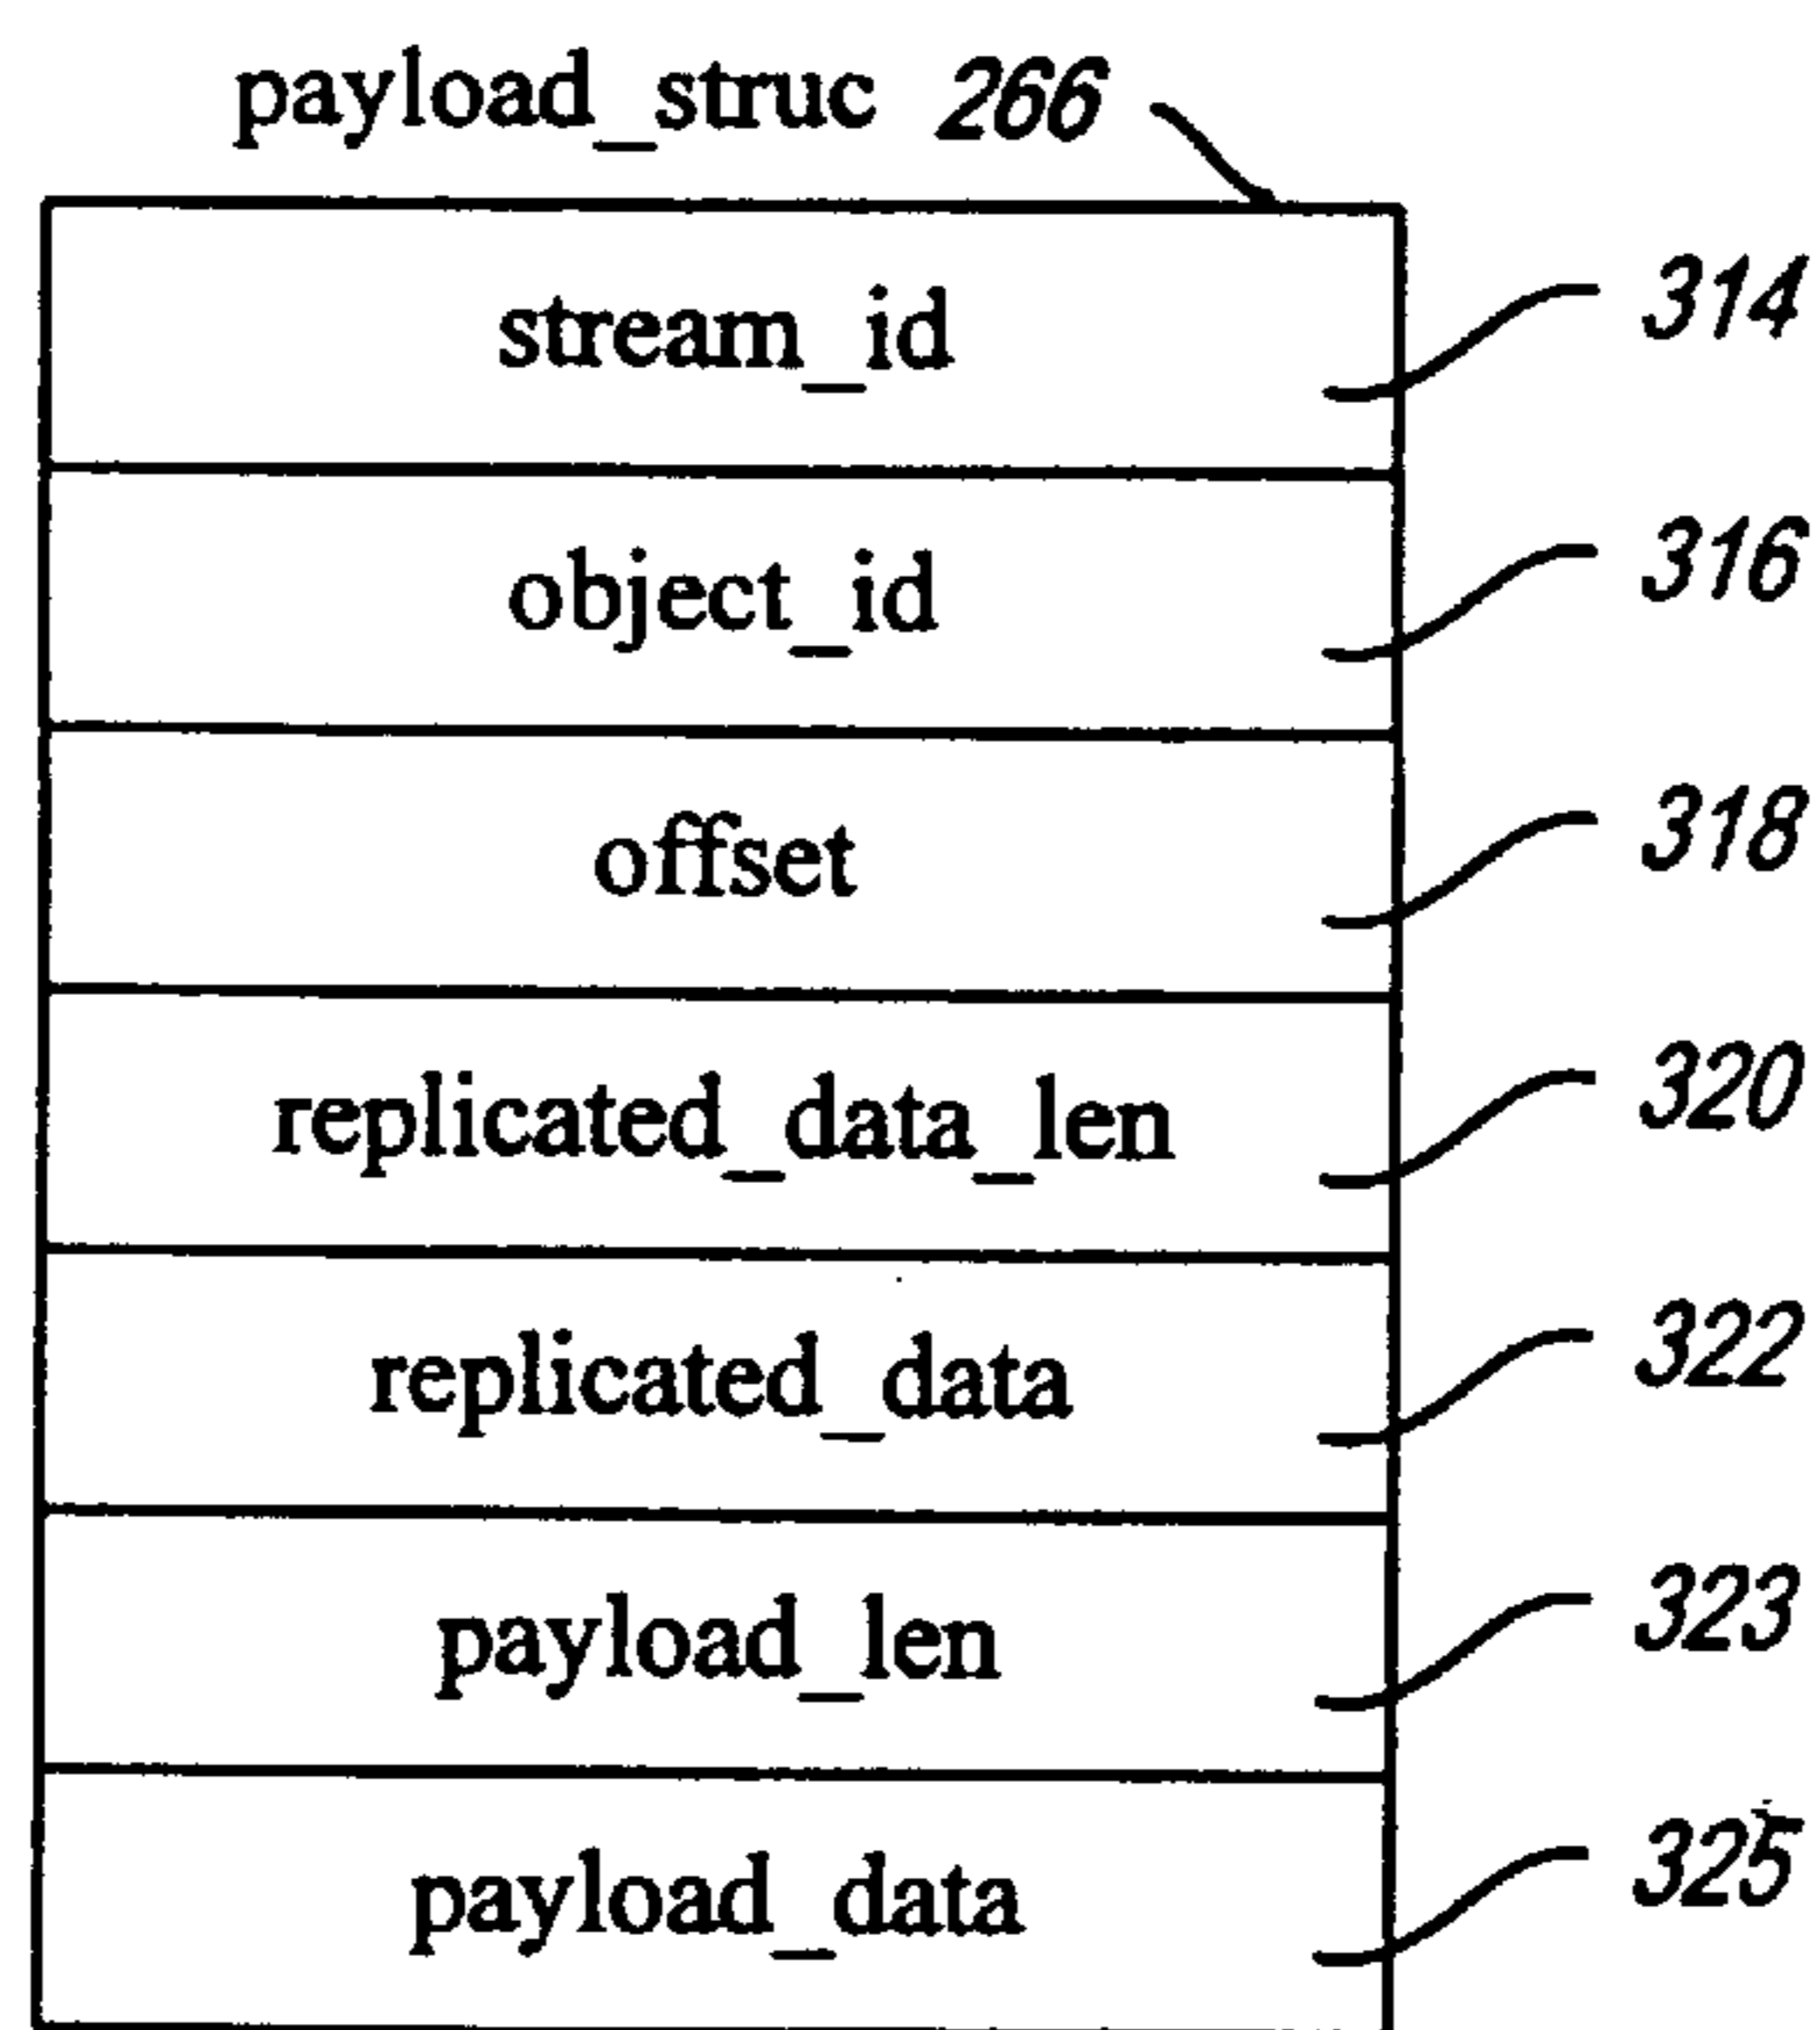 payload_struc 266
stream_id 314
object_id 316
offset 318
replicated_data_len 320
replicated_data 322
payload_len 323
payload_data 325